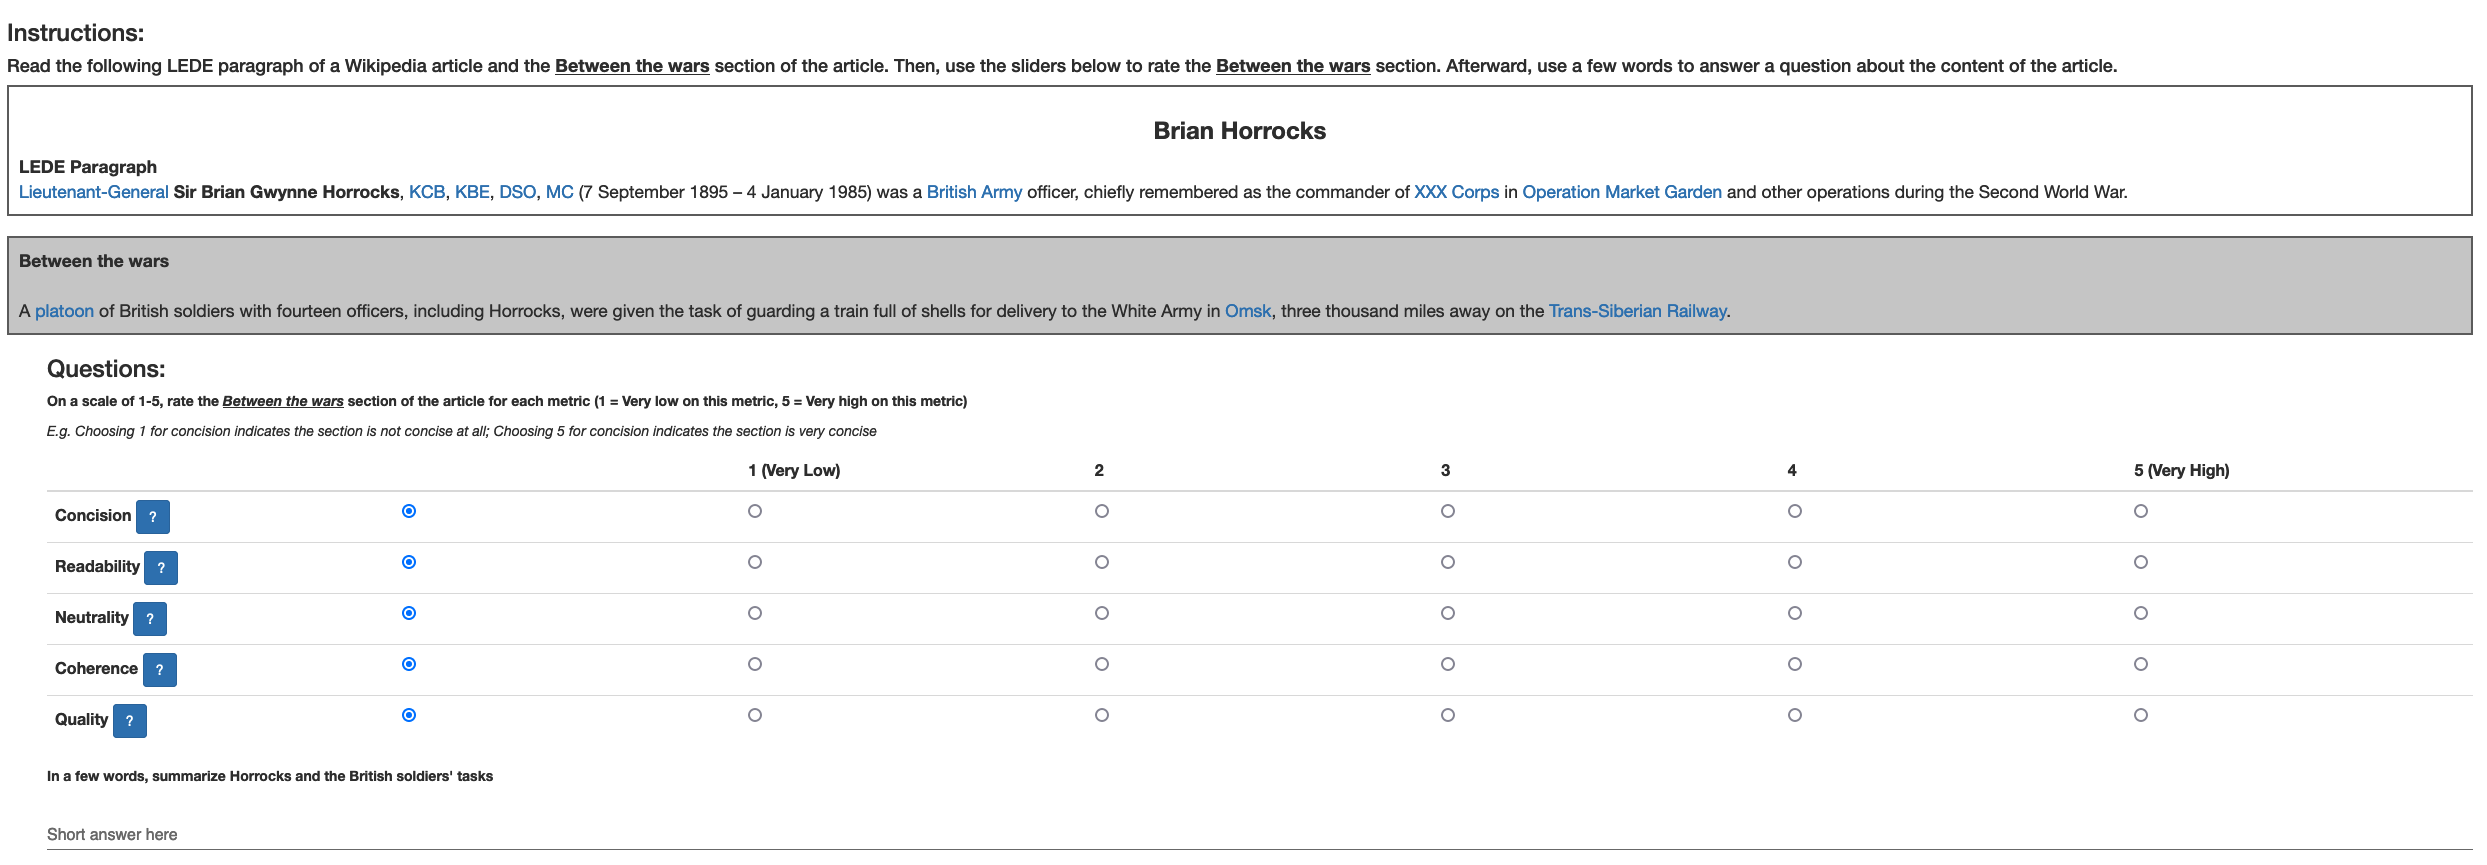 Instructions:
Read the following LEDE paragraph of a Wikipedia article and the Between the wars section of the article. Then, use the sliders below to rate the Between the wars section. Afterward, use a few words to answer a question about the content of the article.
Brian Horrocks
LEDE Paragraph
Lieutenant-General Sir Brian Gwynne Horrocks, KCB, KBE, DSO, MC (7 September 1895 – 4 January 1985) was a British Army officer, chiefly remembered as the commander of XXX Corps in Operation Market Garden and other operations during the Second World War.
Between the wars
A platoon of British soldiers with fourteen officers, including Horrocks, were given the task of guarding a train full of shells for delivery to the White Army in Omsk, three thousand miles away on the Trans-Siberian Railway.
Questions:
On a scale of 1-5, rate the Between the wars section of the article for each metric (1 = Very low on this metric, 5 = Very high on this metric)
E.g. Choosing 1 for concision indicates the section is not concise at all; Choosing 5 for concision indicates the section is very concise
1 (Very Low) 2 3 4 5 (Very High)
Concision ?
Readability ?
Neutrality ?
Coherence ?
Quality ?
In a few words, summarize Horrocks and the British soldiers' tasks
Short answer here